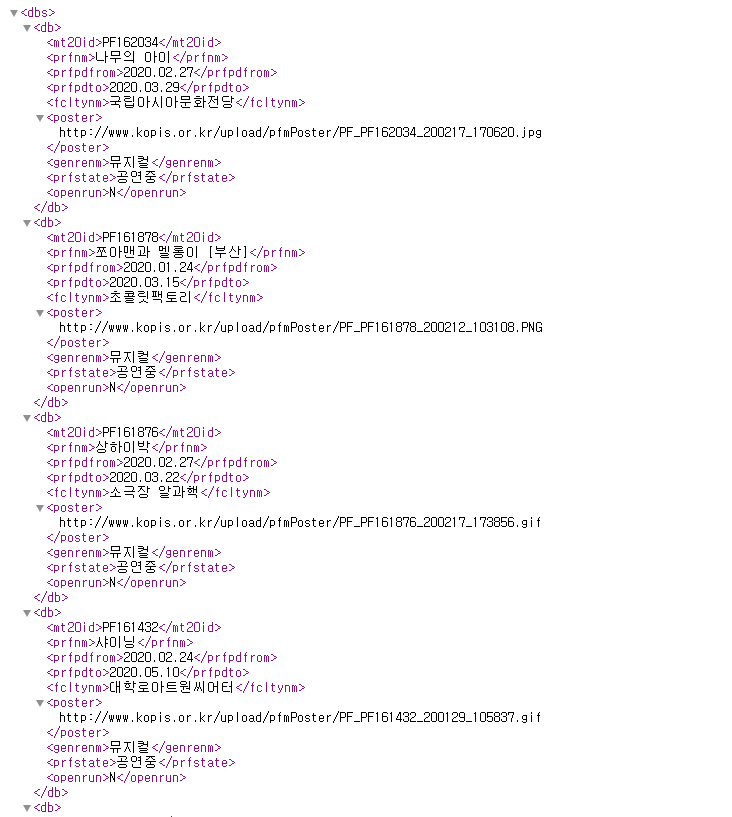 <dbs>
<db>
<mt20id>PF162034</mt20id>
<prfnm>나무의 아이</prfnm>
<prfpdfrom>2020.02.27</prfpdfrom>
<prfpdto>2020.03.29</prfpdto>
<fcltynm>국립아시아문화전당</fcltynm>
<poster>
http://www.kopis.or.kr/upload/pfmPoster/PF_PF162034_200217_170620.jpg
</poster>
<genrenm>뮤지컬</genrenm>
<prfstate>공연중</prfstate>
<openrun>N</openrun>
</db>
<db>
<mt20id>PF161878</mt20id>
<prfnm>쪼아맨과 멜롱이 [부산]</prfnm>
<prfpdfrom>2020.01.24</prfpdfrom>
<prfpdto>2020.03.15</prfpdto>
<fcltynm>초콜릿팩토리</fcltynm>
<poster>
http://www.kopis.or.kr/upload/pfmPoster/PF_PF161878_200212_103108.PNG
</poster>
<genrenm>뮤지컬</genrenm>
<prfstate>공연중</prfstate>
<openrun>N</openrun>
</db>
<db>
<mt20id>PF161876</mt20id>
<prfnm>상하이박</prfnm>
<prfpdfrom>2020.02.27</prfpdfrom>
<prfpdto>2020.03.22</prfpdto>
<fcltynm>소극장 알과핵</fcltynm>
<poster>
http://www.kopis.or.kr/upload/pfmPoster/PF_PF161876_200217_173856.gif
</poster>
<genrenm>뮤지컬</genrenm>
<prfstate>공연중</prfstate>
<openrun>N</openrun>
</db>
<db>
<mt20id>PF161432</mt20id>
<prfnm>샤이닝</prfnm>
<prfpdfrom>2020.02.24</prfpdfrom>
<prfpdto>2020.05.10</prfpdto>
<fcltynm>대학로아트원씨어터</fcltynm>
<poster>
http://www.kopis.or.kr/upload/pfmPoster/PF_PF161432_200129_105837.gif
</poster>
<genrenm>뮤지컬</genrenm>
<prfstate>공연중</prfstate>
<openrun>N</openrun>
</db>
<db>